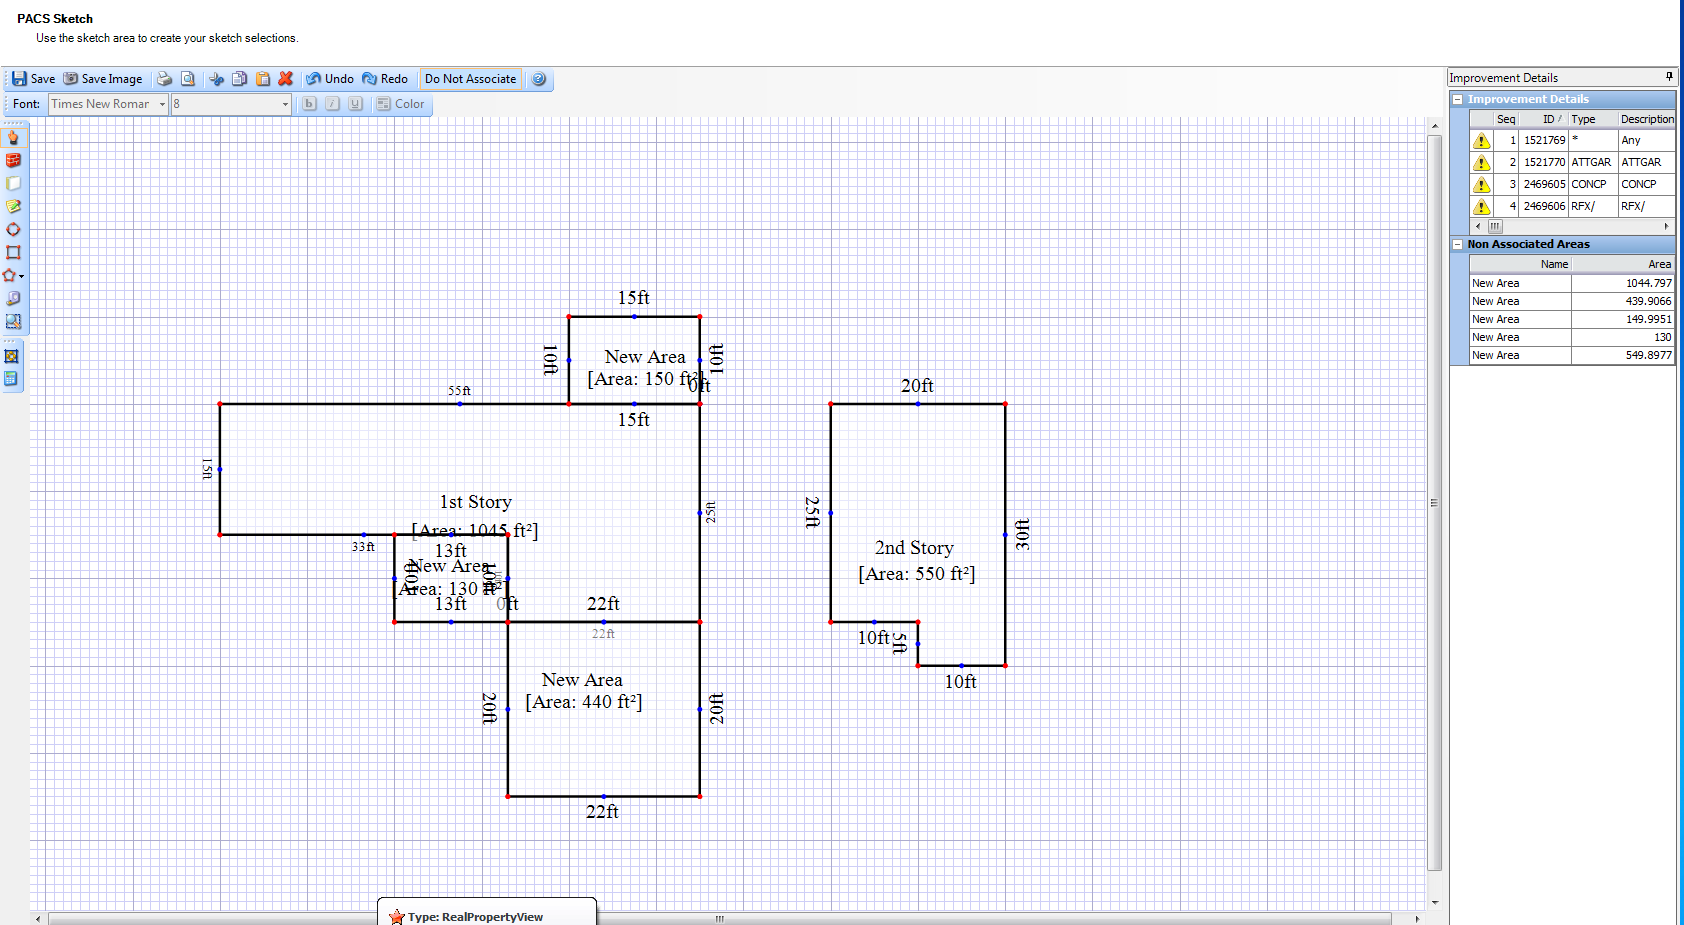 PACS Sketch
Use the sketch area to create your sketch selections.
Save Save Image Undo Redo Do Not Associate
Font: Times New Romar 8 b i u Color
Improvement Details
Improvement Details
Seq ID Type Description
1 1521769 * Any
2 1521770 ATTGAR ATTGAR
3 2469605 CONCP CONCP
4 2469606 RFX/ RFX/
Non Associated Areas
Name Area
New Area 1044.797
New Area 439.9066
New Area 149.9951
New Area 130
New Area 549.8977
15ft
10ft
New Area
[Area: 150 ft²]
10ft
0ft
15ft
55ft
15ft
1st Story
[Area: 1045 ft²]
25ft
33ft
13ft
10ft
New Area
[Area: 130 ft²]
10ft
13ft
0ft
22ft
22ft
New Area
[Area: 440 ft²]
20ft
20ft
22ft
20ft
25ft
30ft
2nd Story
[Area: 550 ft²]
10ft
5ft
10ft
Type: RealPropertyView